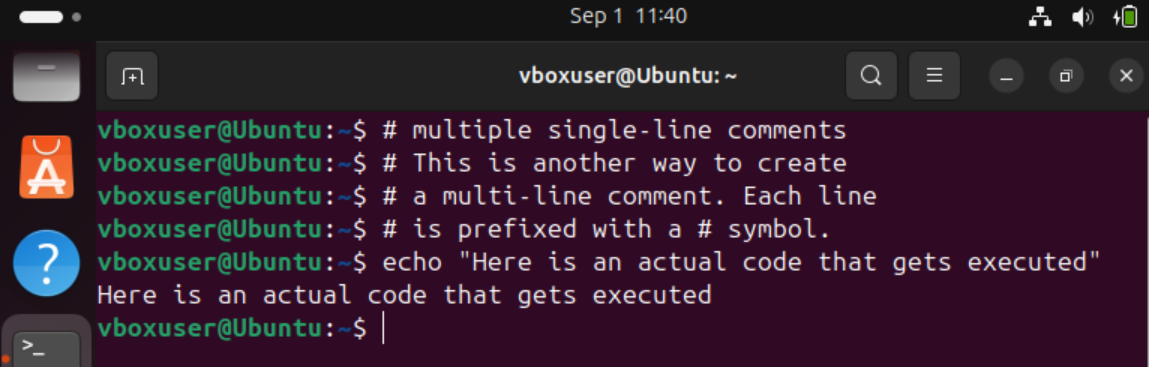 Sep 1 11:40
vboxuser@Ubuntu: ~
vboxuser@Ubuntu:~$ # multiple single-line comments
vboxuser@Ubuntu:~$ # This is another way to create
vboxuser@Ubuntu:~$ # a multi-line comment. Each line
vboxuser@Ubuntu:~$ # is prefixed with a # symbol.
vboxuser@Ubuntu:~$ echo "Here is an actual code that gets executed"
Here is an actual code that gets executed
vboxuser@Ubuntu:~$